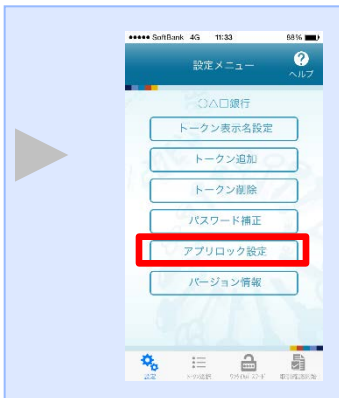 ●●●●● SoftBank 4G 11:33 88%
設定メニュー
?
ヘルプ
○△□銀行
トークン表示名設定
トークン追加
トークン削除
パスワード補正
アプリロック設定
バージョン情報
設定